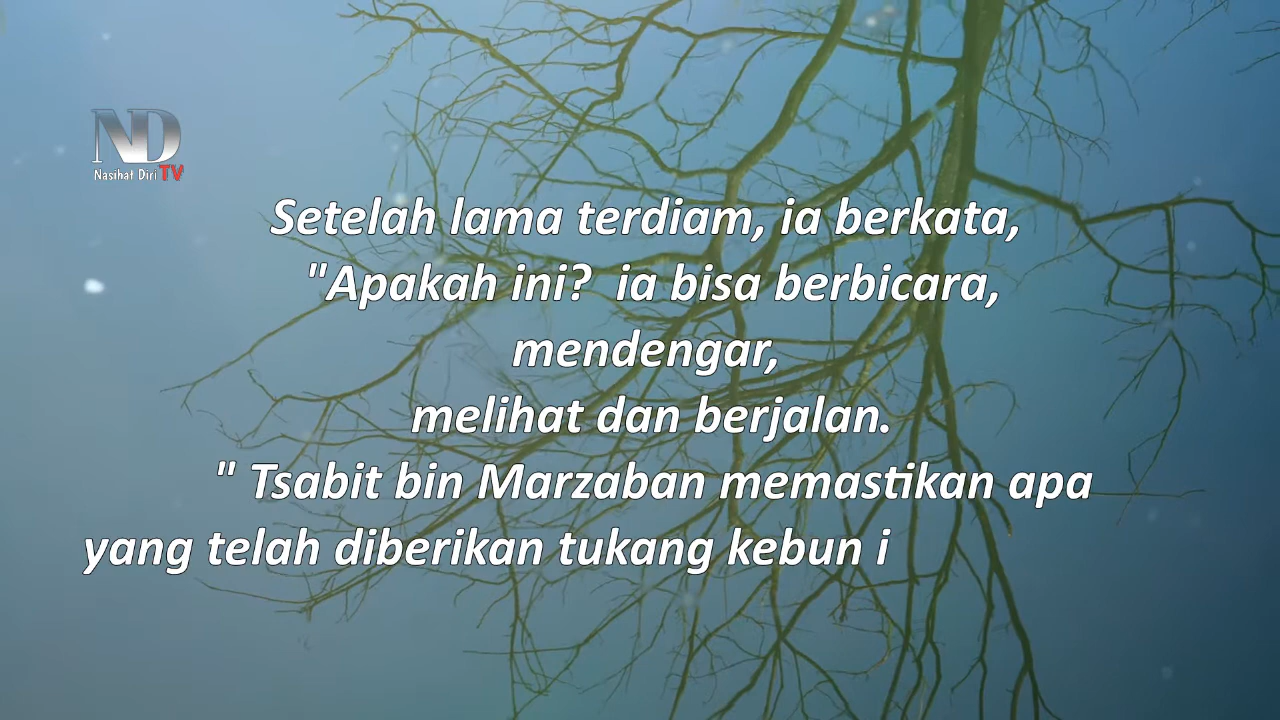 ND
Nasihat Diri TV
Setelah lama terdiam, ia berkata,
"Apakah ini?  ia bisa berbicara,
mendengar,
melihat dan berjalan.
" Tsabit bin Marzaban memastikan apa
yang telah diberikan tukang kebun i